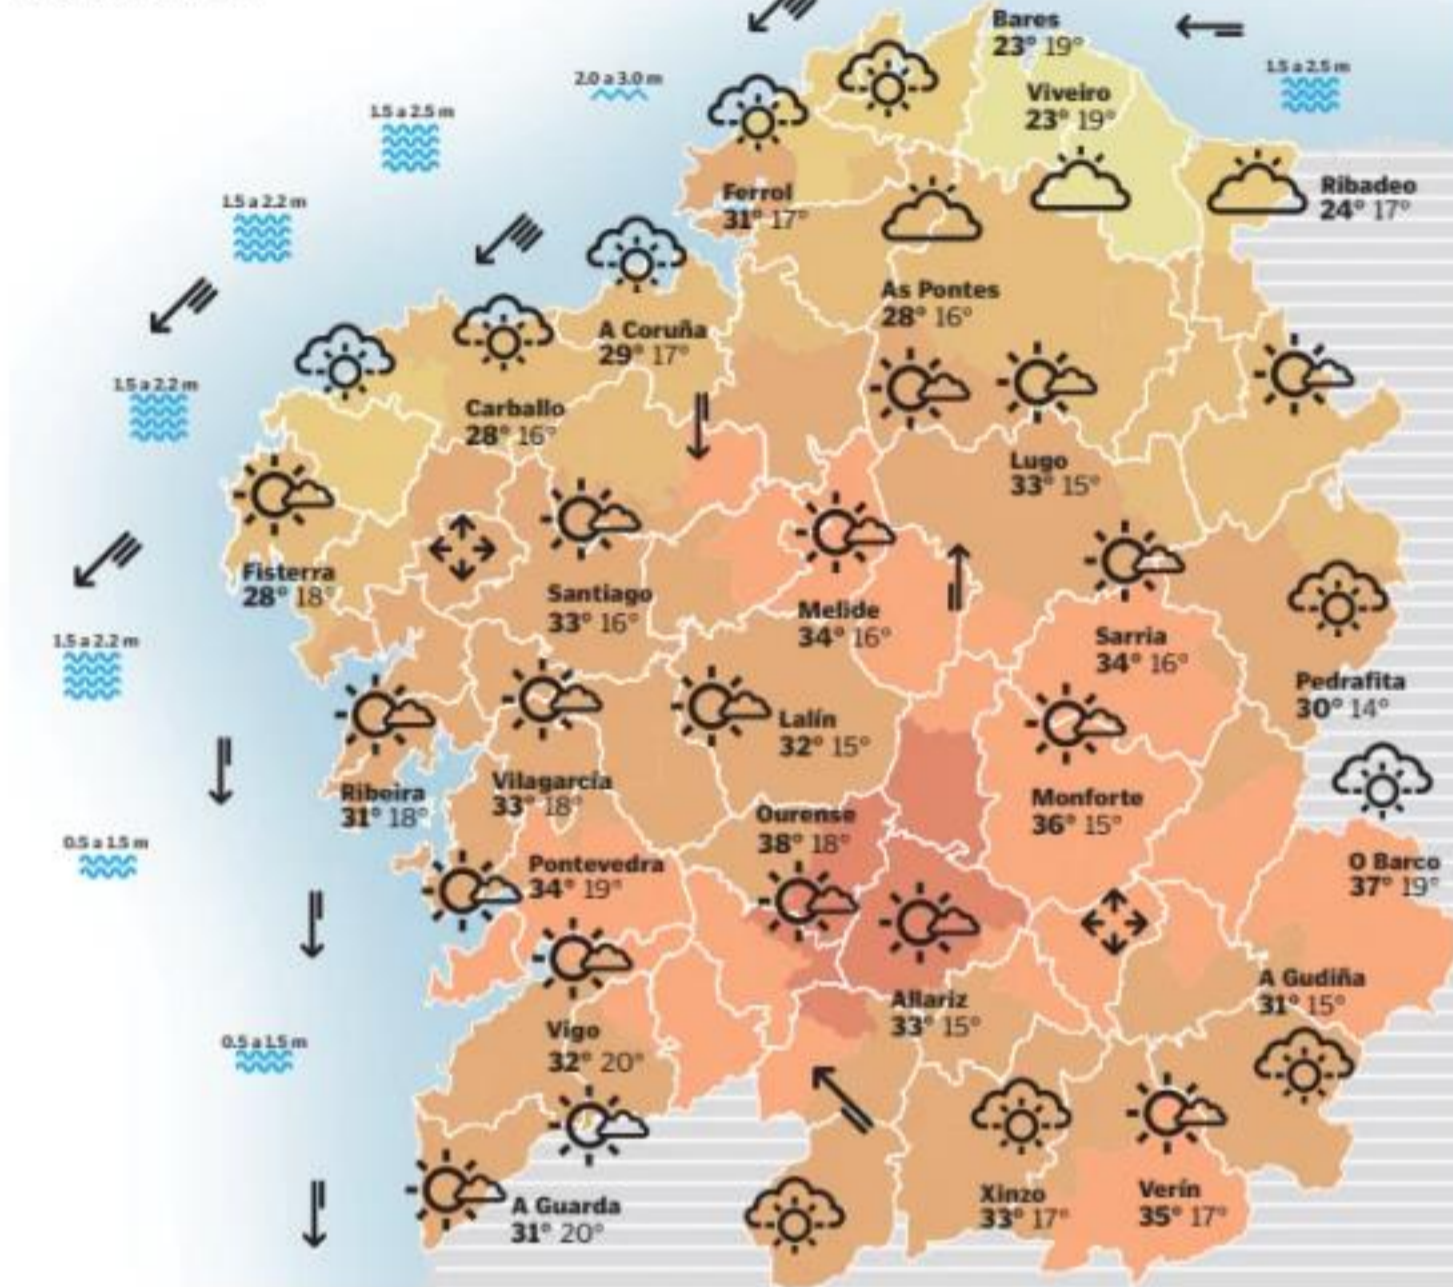 Bares
23° 19°
2.0 a 3.0 m
1.5 a 2.5 m
Viveiro
23° 19°
1.5 a 2.5 m
Ribadeo
24° 17°
Ferrol
31° 17°
1.5 a 2.2 m
As Pontes
28° 16°
A Coruña
29° 17°
1.5 a 2.2 m
Carballo
28° 16°
Lugo
33° 15°
Fisterra
28° 18°
Santiago
33° 16°
Melide
34° 16°
Sarria
34° 16°
1.5 a 2.2 m
Pedrafita
30° 14°
Lalín
32° 15°
Ribeira
31° 18°
Vilagarcía
33° 18°
Ourense
38° 18°
Monforte
36° 15°
0.5 a 1.5 m
Pontevedra
34° 19°
O Barco
37° 19°
A Gudiña
31° 15°
Allariz
33° 15°
Vigo
32° 20°
0.5 a 1.5 m
A Guarda
31° 20°
Xinzo
33° 17°
Verín
35° 17°